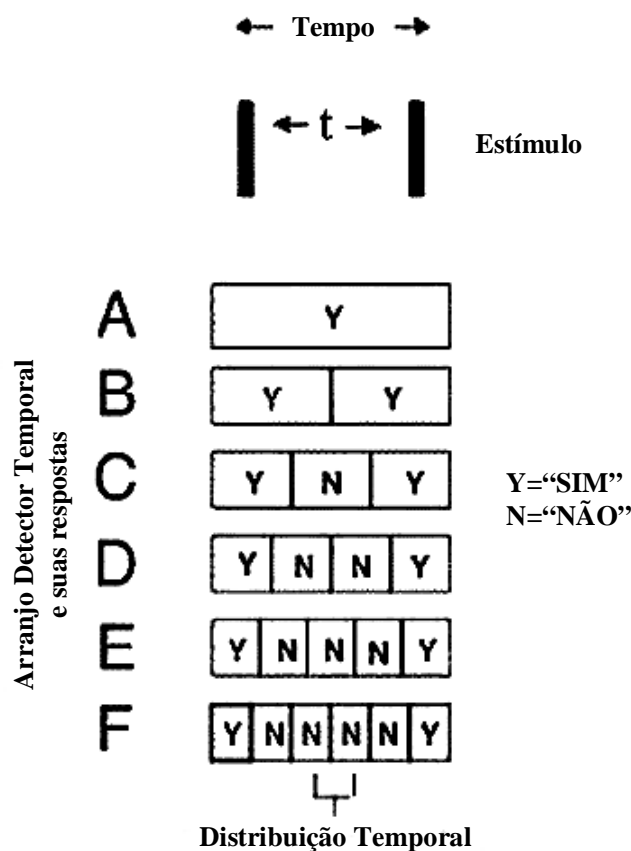 Tempo
t
Estímulo
A
Y
B
Y Y
C
Y N Y
D
Y N N Y
E
Y N N N Y
F
Y N N N N Y
Arranjo Detector Temporal
e suas respostas
Y=“SIM”
N=“NÃO”
Distribuição Temporal